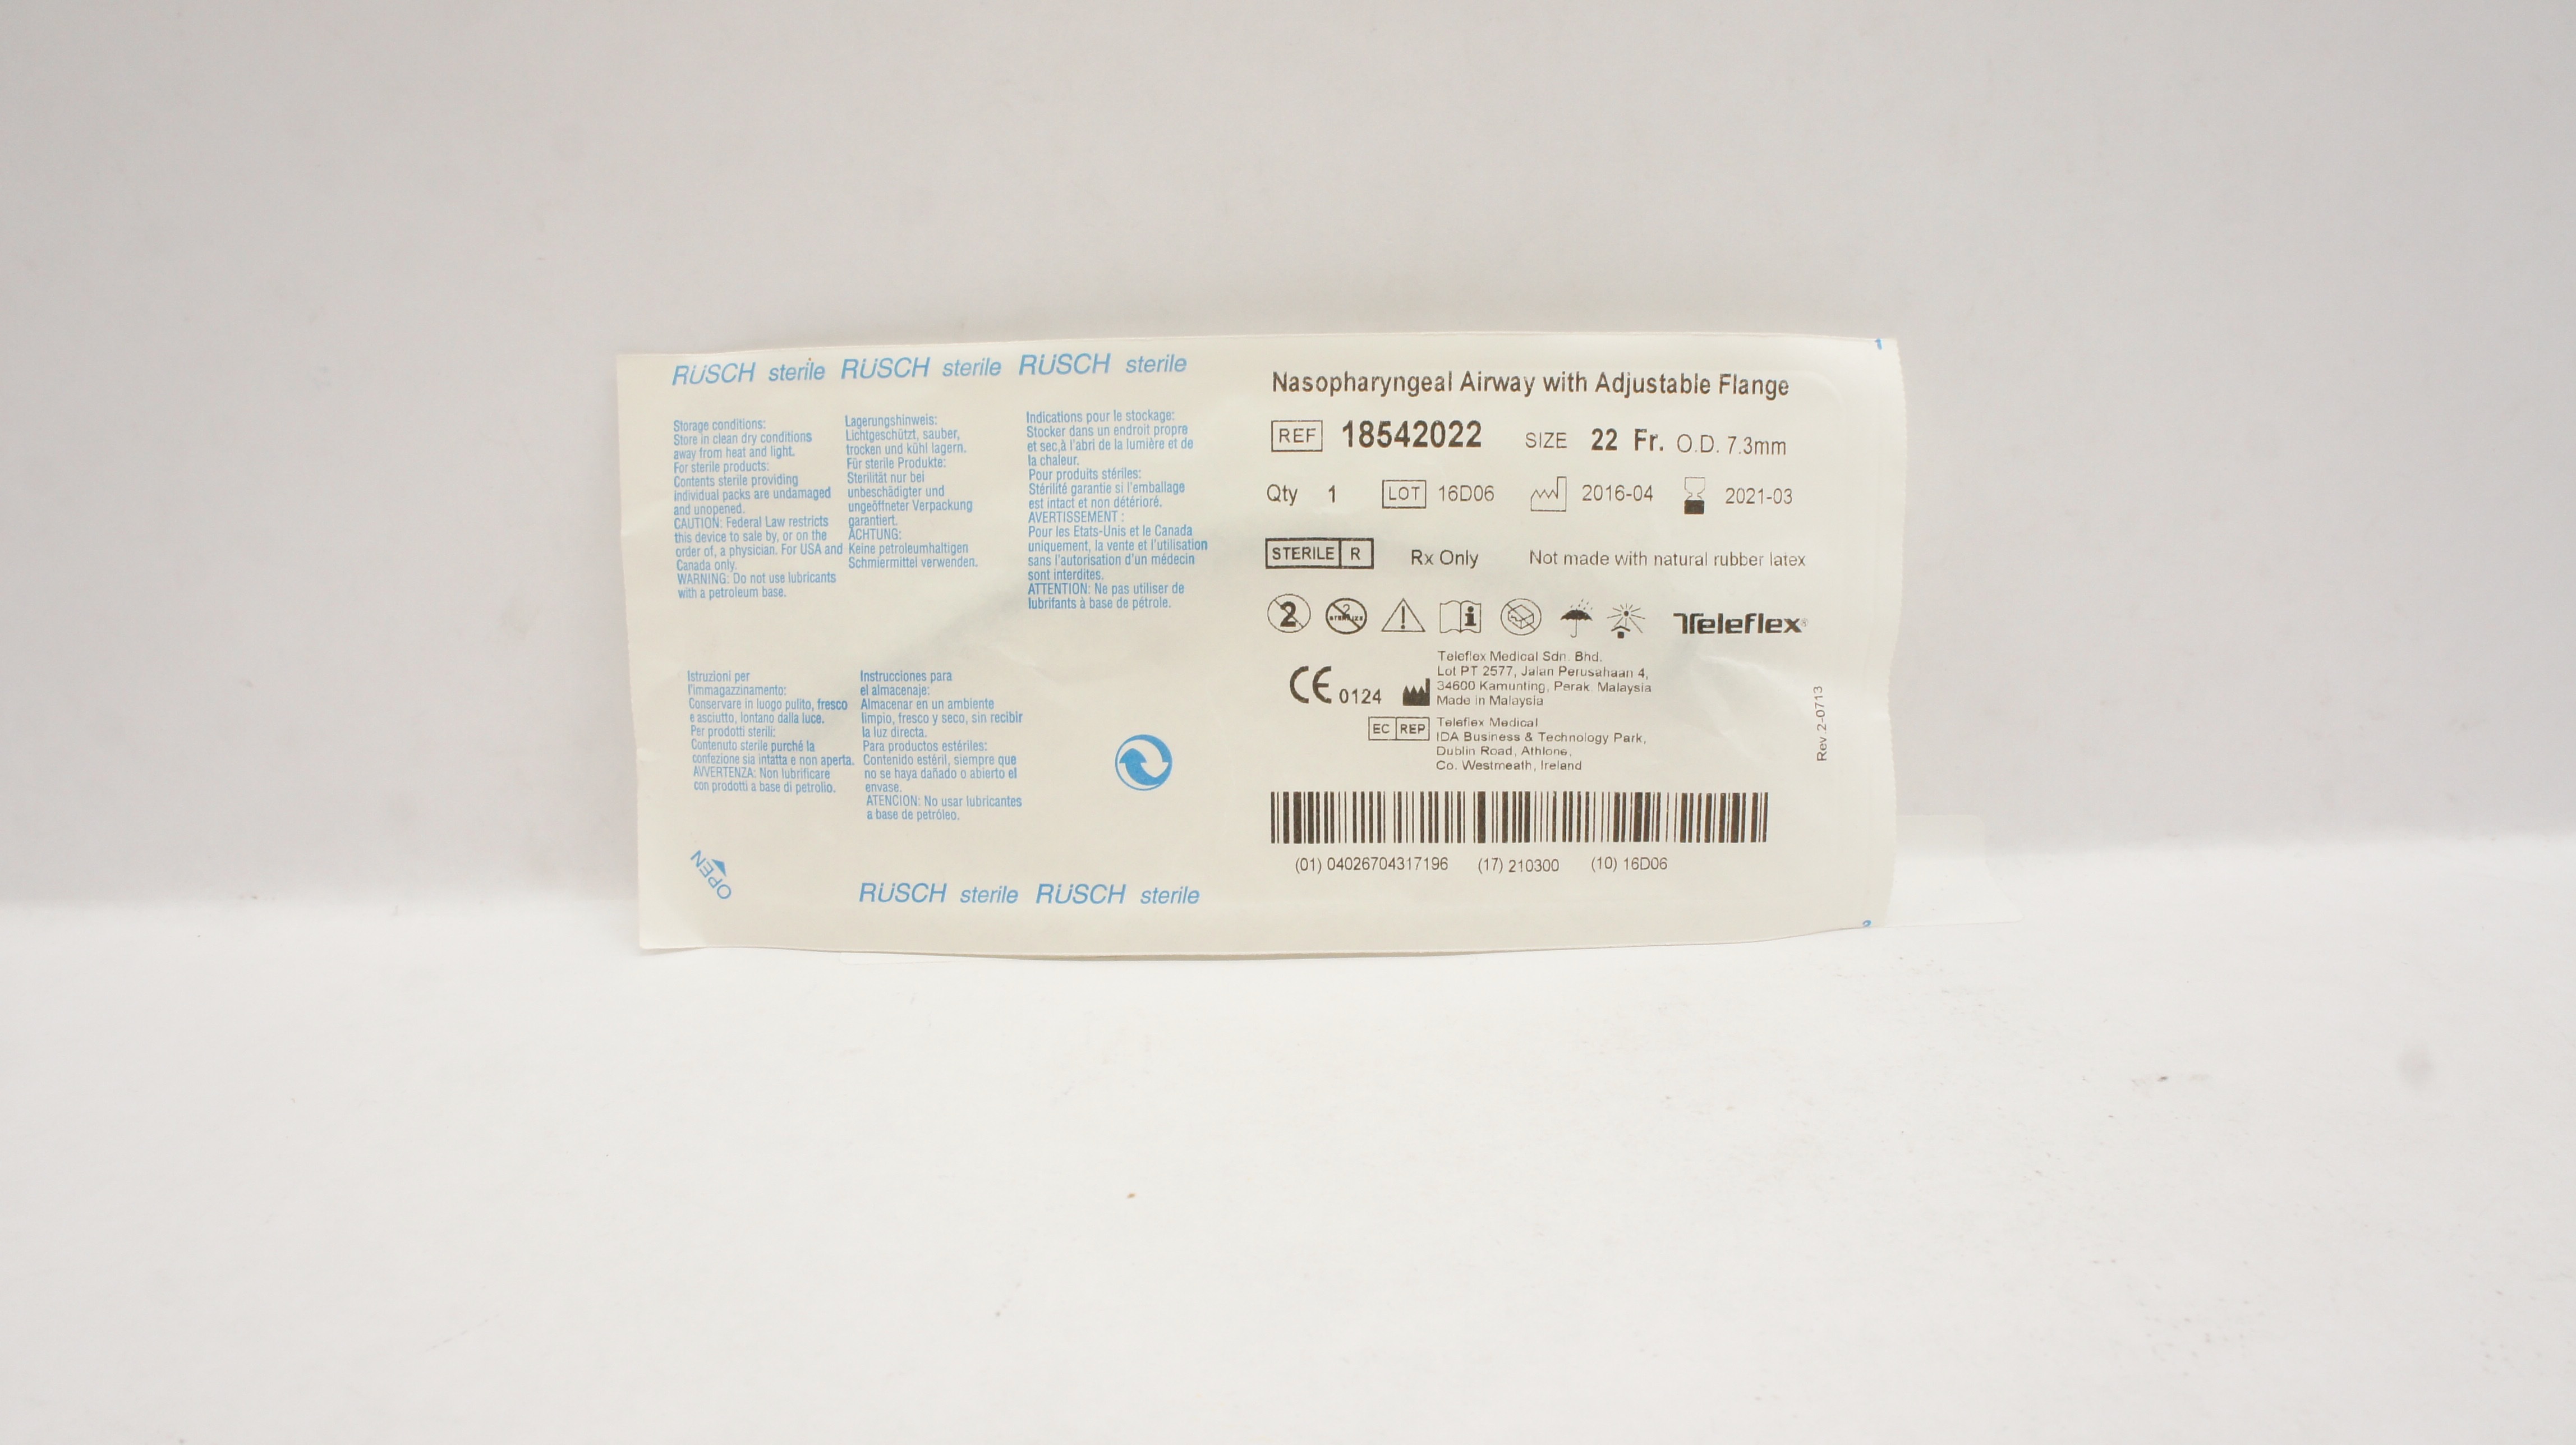 RÜSCH sterile RÜSCH sterile RÜSCH sterile
Storage conditions:
Store in clean dry conditions
away from heat and light.
For sterile products:
Contents sterile providing
individual packs are undamaged
and unopened.
CAUTION: Federal Law restricts
this device to sale by, or on the
order of, a physician. For USA and
Canada only.
WARNING: Do not use lubricants
with a petroleum base.
Lagerungshinweis:
Lichtgeschützt, sauber,
trocken und kühl lagern.
Für sterile Produkte:
Sterilität nur bei
unbeschädigter und
ungeöffneter Verpackung
garantiert.
ACHTUNG:
Keine petroleumhaltigen
Schmiermittel verwenden.
Indications pour le stockage:
Stocker dans un endroit propre
et sec,à l'abri de la lumière et de
la chaleur.
Pour produits stériles:
Stérilité garantie si l'emballage
est intact et non détérioré.
AVERTISSEMENT :
Pour les Etats-Unis et le Canada
uniquement, la vente et l'utilisation
sans l'autorisation d'un médecin
sont interdites.
ATTENTION: Ne pas utiliser de
lubrifants à base de pétrole.
Istruzioni per
l'immagazzinamento:
Conservare in luogo pulito, fresco
e asciutto, lontano dalla luce.
Per prodotti sterili:
Contenuto sterile purché la
confezione sia intatta e non aperta.
AVVERTENZA: Non lubrificare
con prodotti a base di petrolio.
Instrucciones para
el almacenaje:
Almacenar en un ambiente
limpio, fresco y seco, sin recibir
la luz directa.
Para productos estériles:
Contenido estéril, siempre que
no se haya dañado o abierto el
envase.
ATENCION: No usar lubricantes
a base de petróleo.
OPEN
RÜSCH sterile RÜSCH sterile
1
Nasopharyngeal Airway with Adjustable Flange
REF 18542022 SIZE 22 Fr. O.D. 7.3mm
Qty 1 LOT 16D06 2016-04 2021-03
STERILE R Rx Only Not made with natural rubber latex
2 2 STERILIZE Teleflex®
Teleflex Medical Sdn. Bhd.
Lot PT 2577, Jalan Perusahaan 4,
34600 Kamunting, Perak. Malaysia
Made in Malaysia
CE 0124
EC REP Teleflex Medical
IDA Business & Technology Park,
Dublin Road, Athlone,
Co. Westmeath, Ireland
Rev 2-0713
(01) 04026704317196 (17) 210300 (10) 16D06
2